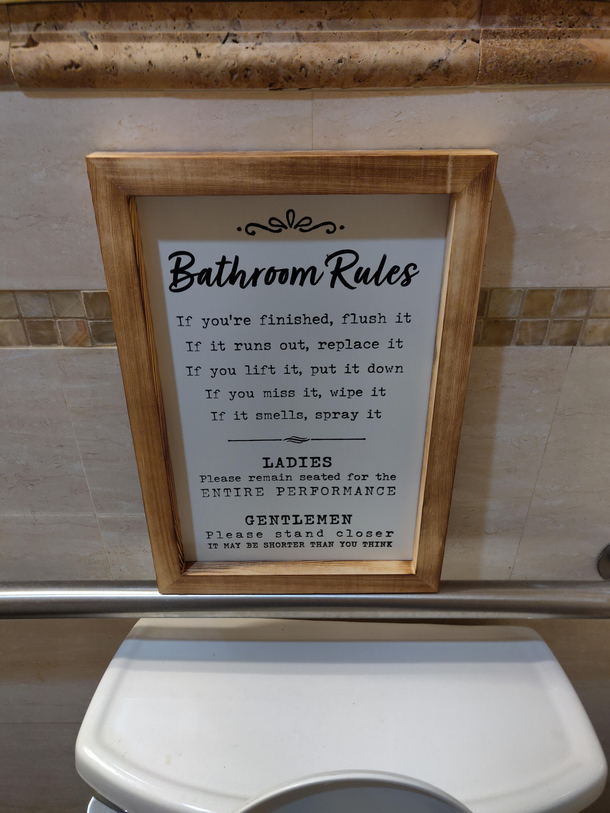 Bathroom Rules
If you're finished, flush it
If it runs out, replace it
If you lift it, put it down
If you miss it, wipe it
If it smells, spray it
LADIES
Please remain seated for the
ENTIRE PERFORMANCE
GENTLEMEN
Please stand closer
IT MAY BE SHORTER THAN YOU THINK